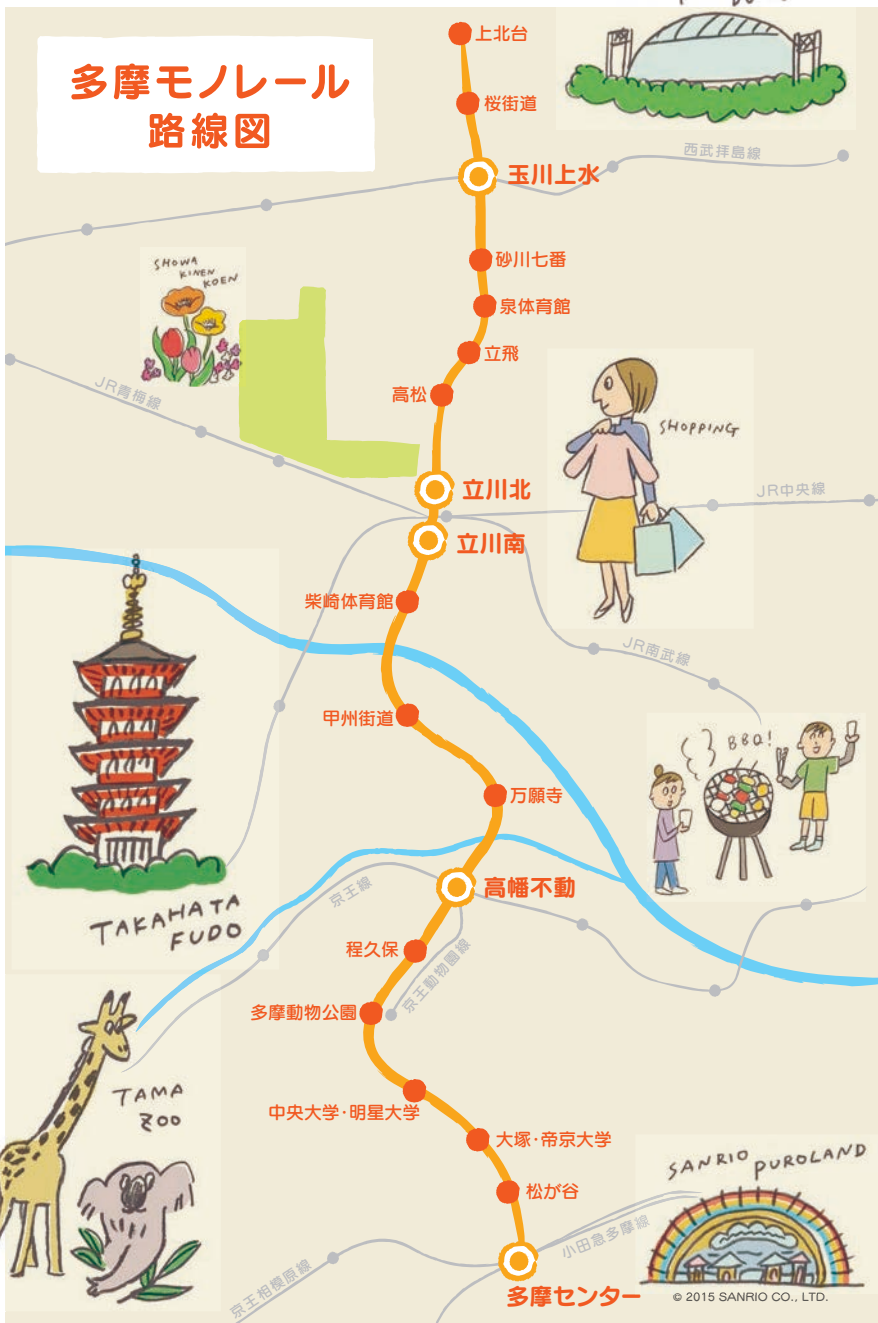 多摩モノレール
路線図
上北台
桜街道
西武拝島線
玉川上水
砂川七番
SHOWA
KINEN
KOEN
泉体育館
立飛
高松
JR青梅線
SHOPPING
立川北
JR中央線
立川南
柴崎体育館
JR南武線
甲州街道
BBQ!
万願寺
高幡不動
京王線
TAKAHATA
FUDO
程久保
京王動物園線
多摩動物公園
TAMA
ZOO
中央大学・明星大学
大塚・帝京大学
SANRIO PUROLAND
松が谷
小田急多摩線
京王相模原線
多摩センター
© 2015 SANRIO CO., LTD.